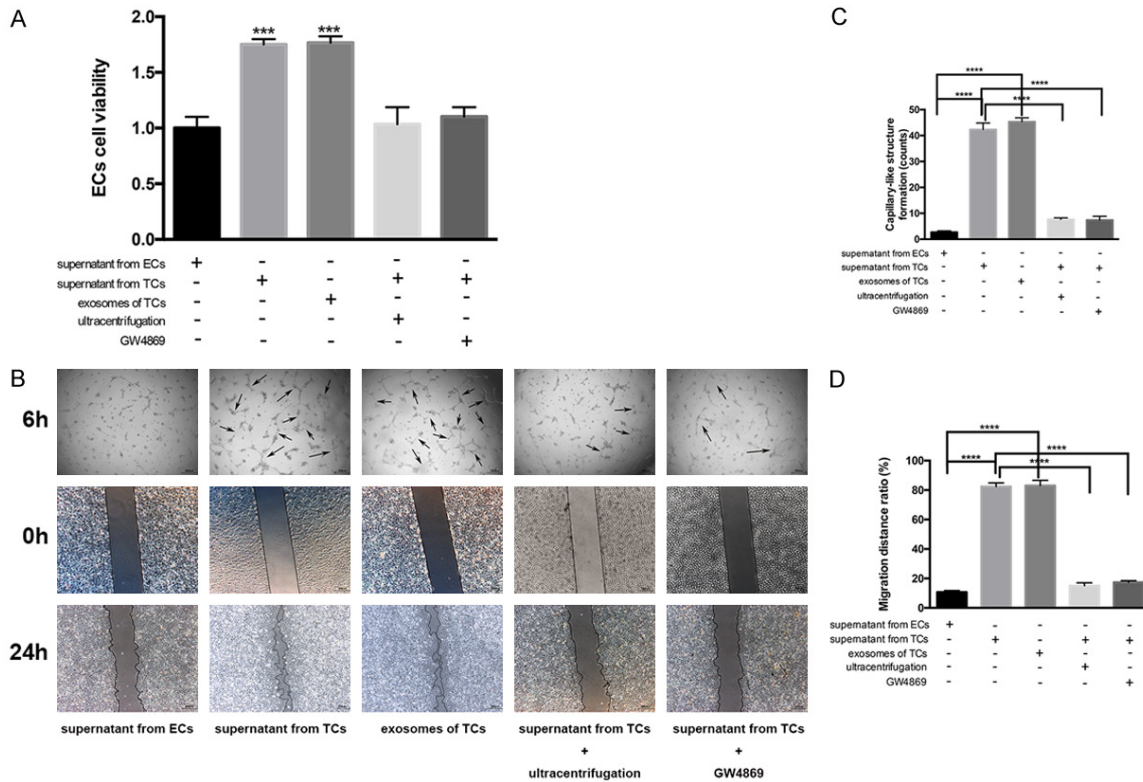 A
ECs cell viability
2.0
1.5
1.0
0.5
0.0
***
***
supernatant from ECs + - - - -
supernatant from TCs - + - + +
exosomes of TCs - - + - -
ultracentrifugation - - - + -
GW4869 - - - - +
B
6h
0h
24h
supernatant from ECs
supernatant from TCs
exosomes of TCs
supernatant from TCs
+
ultracentrifugation
supernatant from TCs
+
GW4869
C
Capillary-like structure
formation (counts)
50
40
30
20
10
0
****
****
****
****
supernatant from ECs + - - - -
supernatant from TCs - + - + +
exosomes of TCs - - + - -
ultracentrifugation - - - + -
GW4869 - - - - +
D
Migration distance ratio (%)
100
80
60
40
20
0
****
****
****
****
supernatant from ECs + - - - -
supernatant from TCs - + - + +
exosomes of TCs - - + - -
ultracentrifugation - - - + -
GW4869 - - - - +